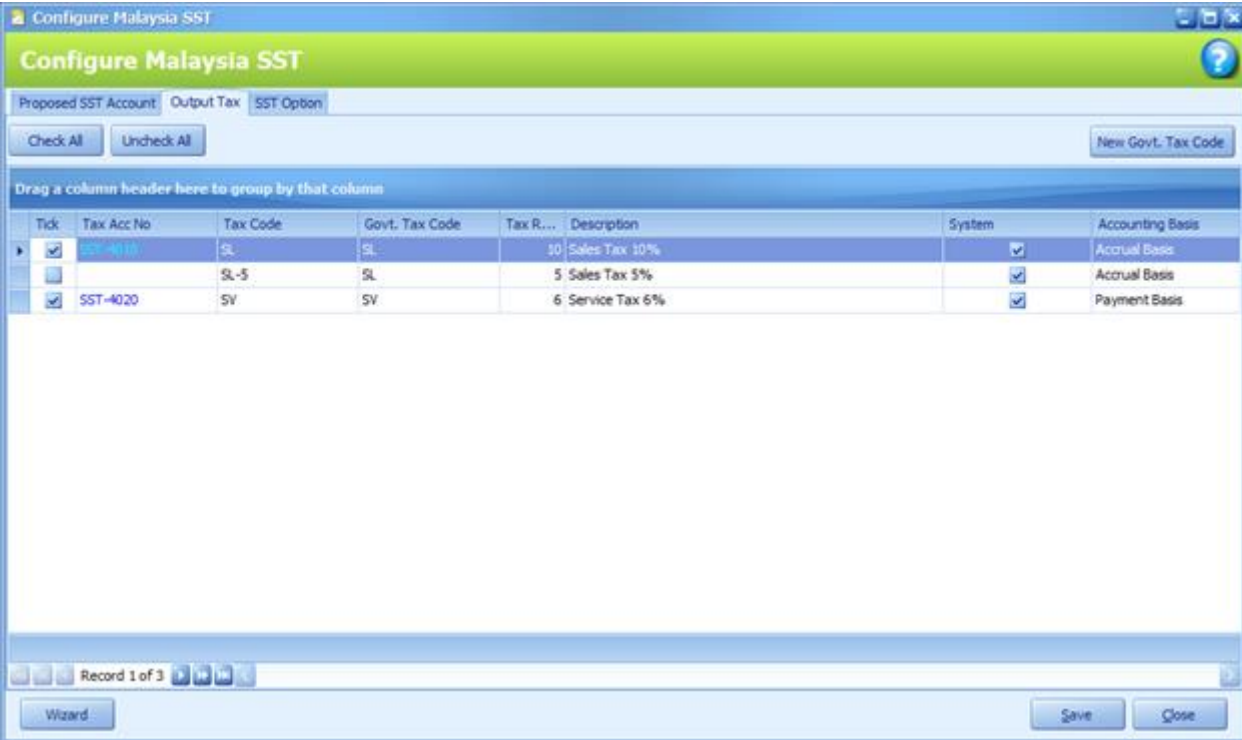 Configure Malaysia SST
Configure Malaysia SST
Proposed SST Account Output Tax SST Option
Check All Uncheck All New Govt. Tax Code
Drag a column header here to group by that column
Tick Tax Acc No Tax Code Govt. Tax Code Tax R... Description System Accounting Basis
SST-4010 SL SL 10 Sales Tax 10% Accrual Basis
SL-5 SL 5 Sales Tax 5% Accrual Basis
SST-4020 SV SV 6 Service Tax 6% Payment Basis
Record 1 of 3
Wizard Save Close